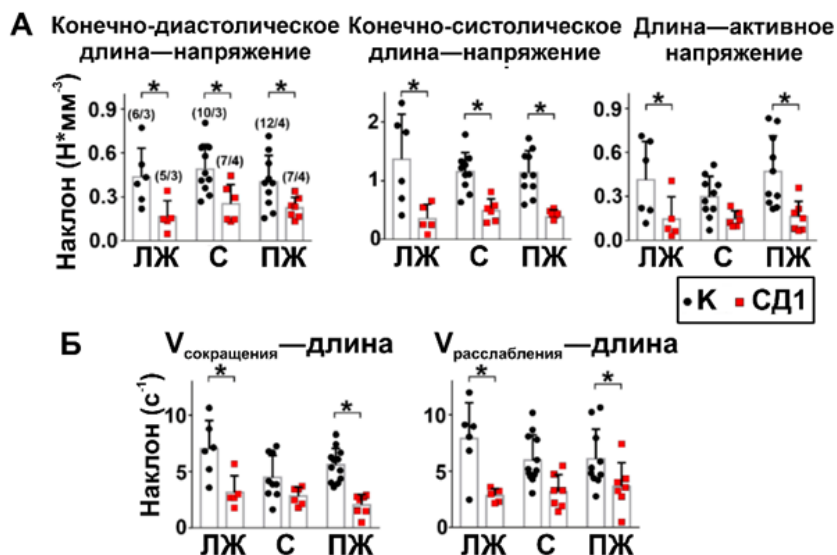 А
Конечно-диастолическое
длина—напряжение
Конечно-систолическое
длина—напряжение
Длина—активное
напряжение
Наклон (Н*мм⁻³)
0.9
0.6
0.3
0.0
(6/3)
*
(5/3)
(10/3)
*
(7/4)
(12/4)
*
(7/4)
ЛЖ С ПЖ
2
1
0
* * *
ЛЖ С ПЖ
0.9
0.6
0.3
0.0
* *
ЛЖ С ПЖ
К СД1
Б
Vсокращения—длина
Vрасслабления—длина
Наклон (с⁻¹)
10
5
0
* *
ЛЖ С ПЖ
10
5
0
* *
ЛЖ С ПЖ